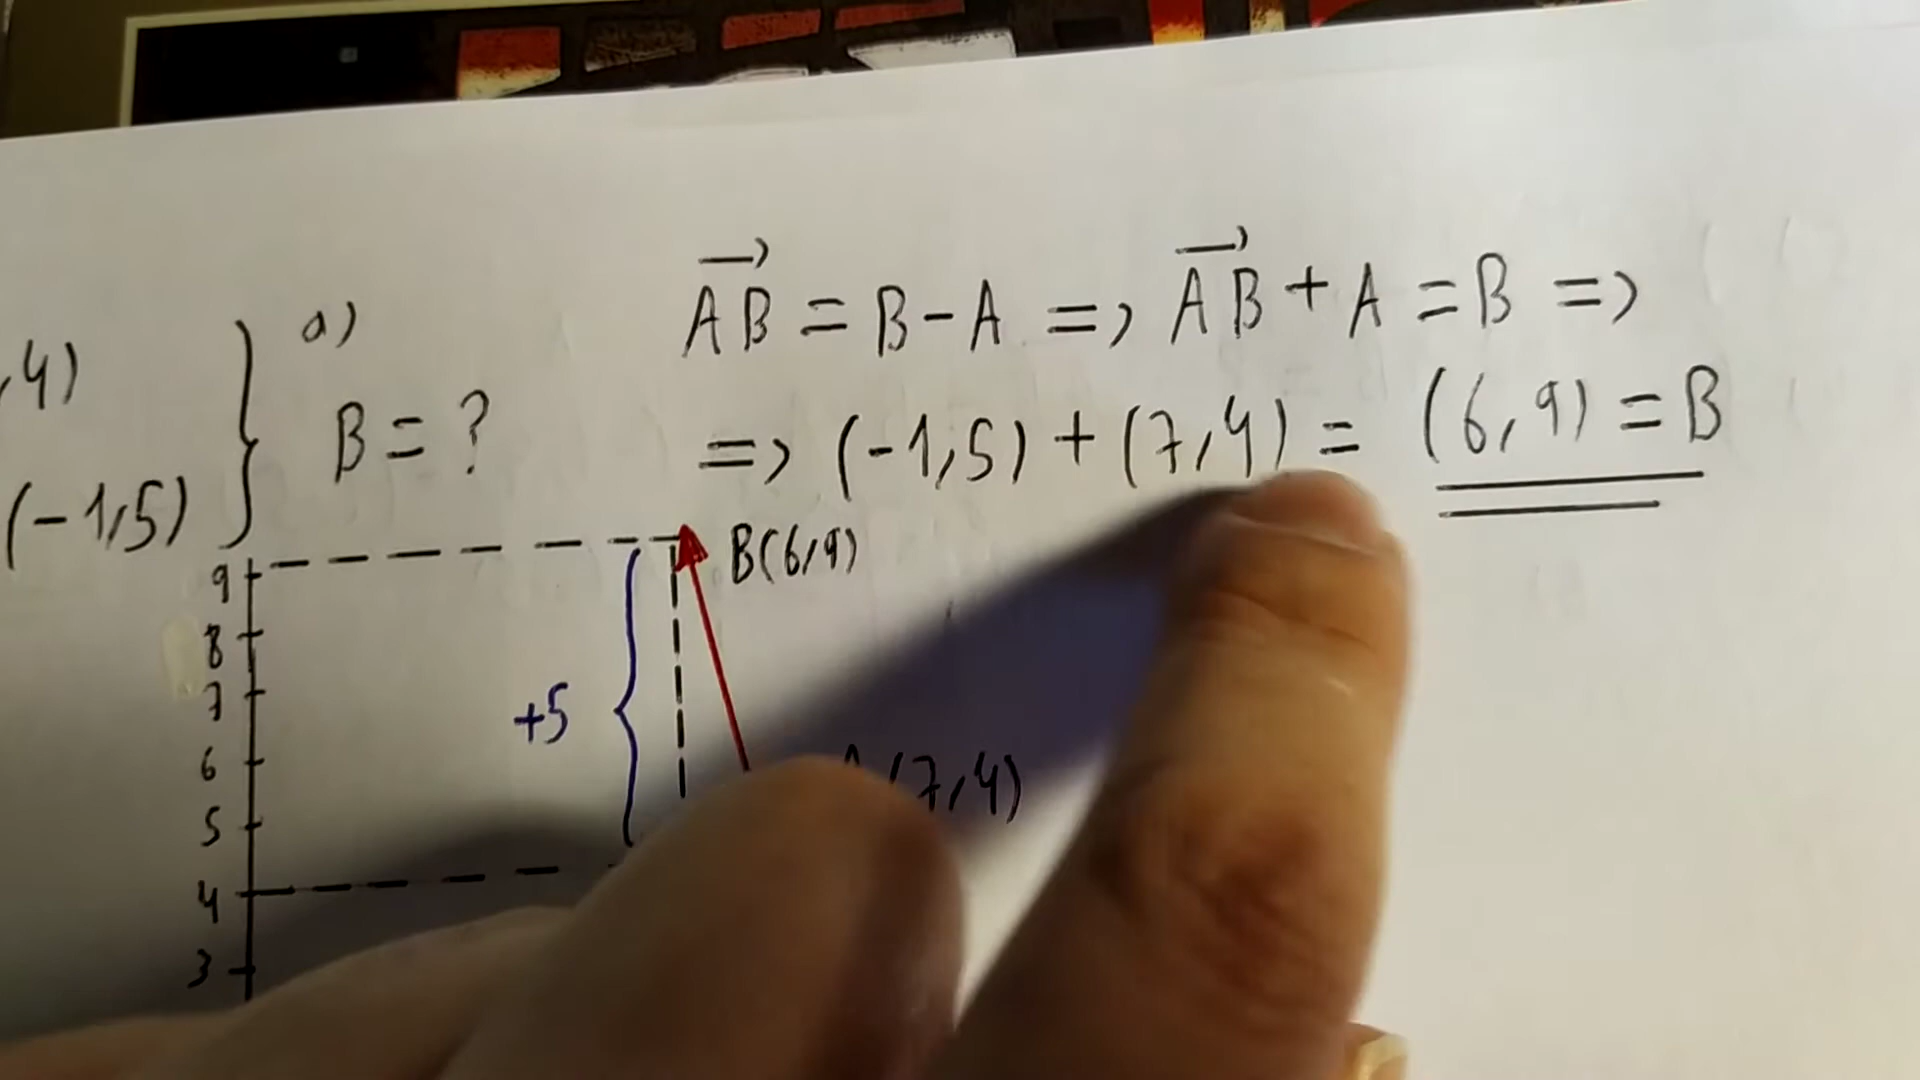 ,4)
(-1,5)
a)
B = ?
AB = B - A => AB + A = B =>
=> (-1,5) + (7,4) = (6,9) = B
B(6,9)
9
8
7
+5
6
A(7,4)
5
4
3